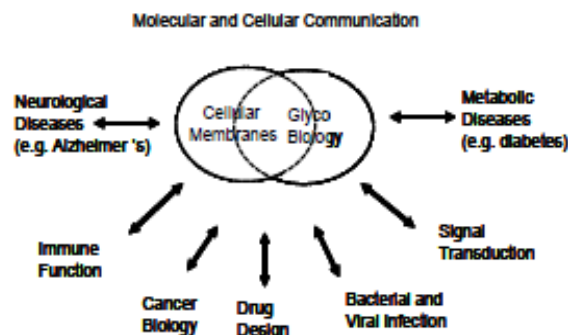 Molecular and Cellular Communication
Neurological
Diseases
(e.g. Alzheimer 's)
Cellular
Membranes
Glyco
Biology
Metabolic
Diseases
(e.g. diabetes)
Immune
Function
Cancer
Biology
Drug
Design
Bacterial and
Viral Infection
Signal
Transduction